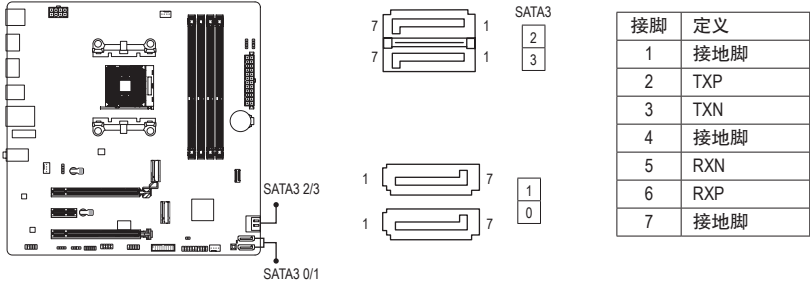 SATA3
7 1
2
7 1
3
SATA3 2/3
SATA3 0/1
1 7
1
1 7
0
接脚 定义
1 接地脚
2 TXP
3 TXN
4 接地脚
5 RXN
6 RXP
7 接地脚